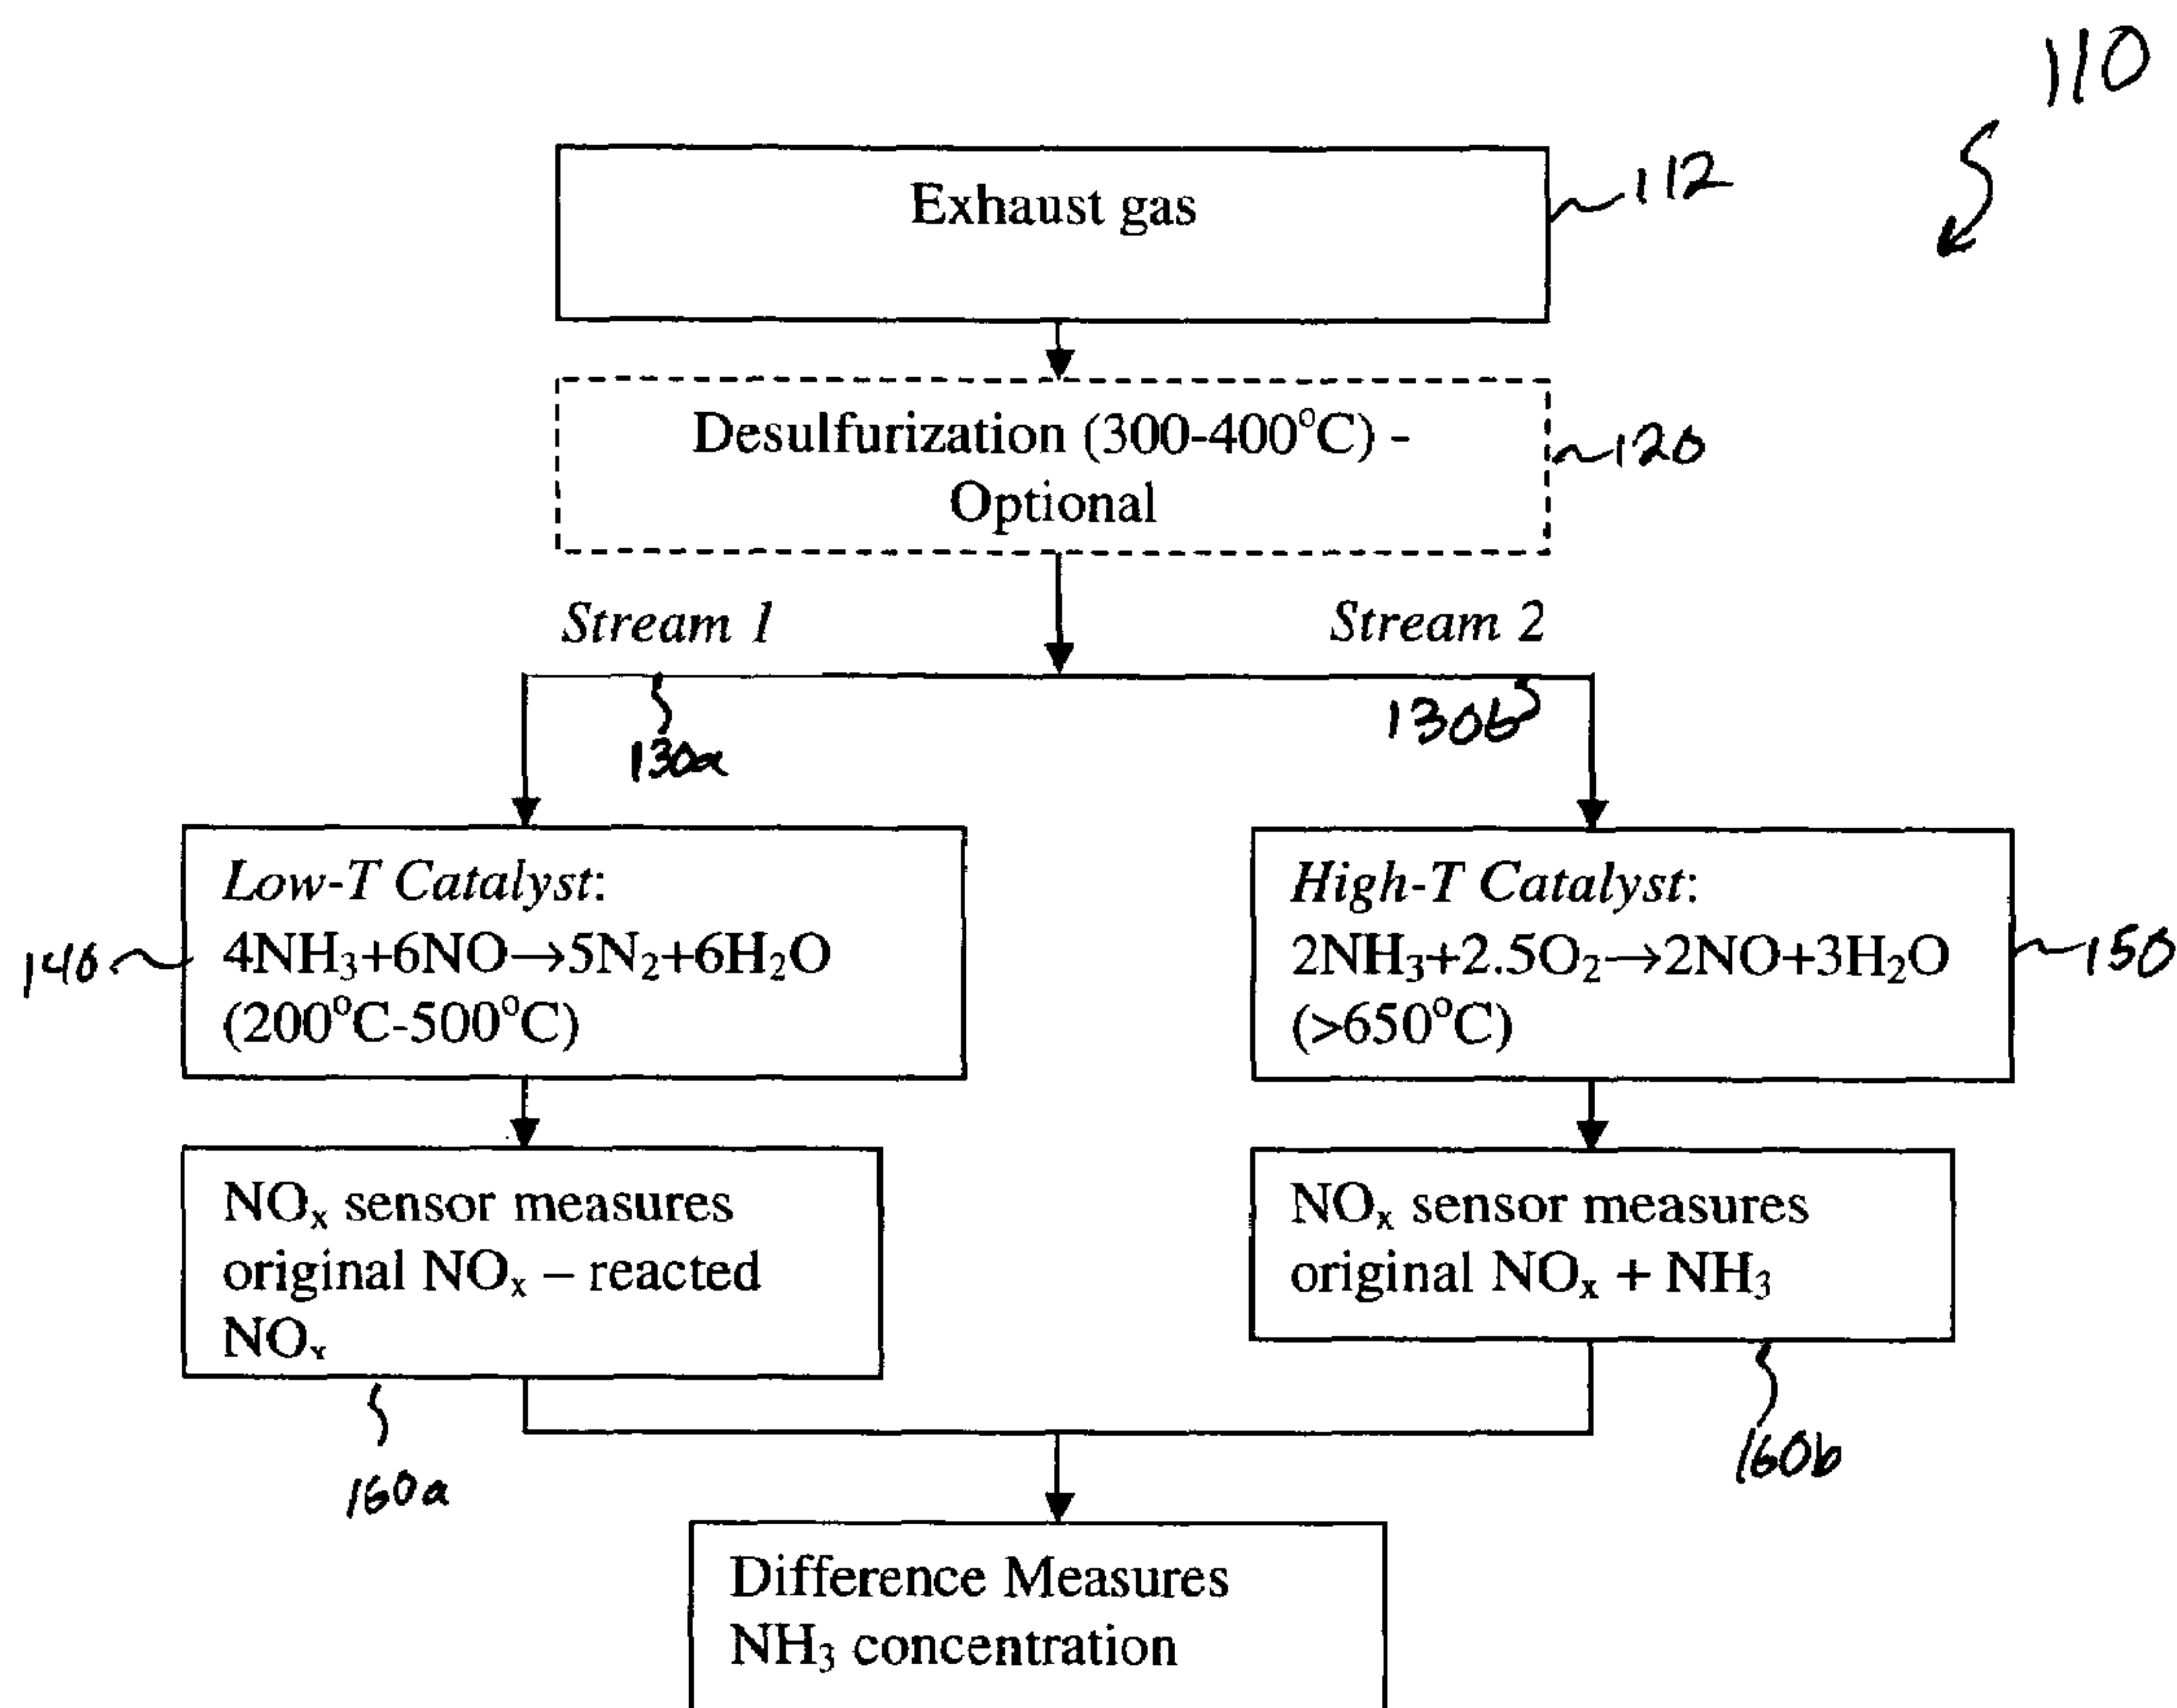 110
Exhaust gas
112
Desulfurization (300-400°C) -
Optional
120
Stream 1
Stream 2
130a
130b
Low-T Catalyst:
4NH₃+6NO→5N₂+6H₂O
(200°C-500°C)
140
High-T Catalyst:
2NH₃+2.5O₂→2NO+3H₂O
(>650°C)
150
NOₓ sensor measures
original NOₓ – reacted
NOₓ
160a
NOₓ sensor measures
original NOₓ + NH₃
160b
Difference Measures
NH₃ concentration